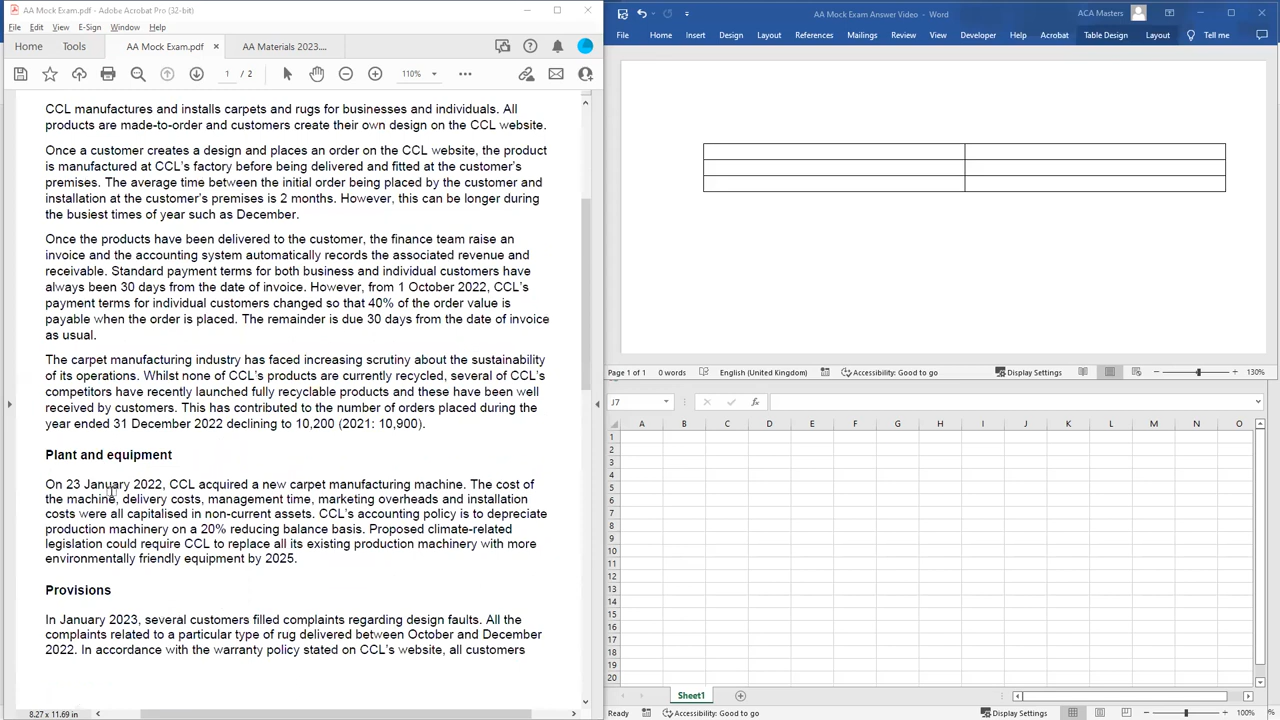 AA Mock Exam.pdf - Adobe Acrobat Pro (32-bit)
File Edit View E-Sign Window Help
Home Tools AA Mock Exam.pdf × AA Materials 2023....
1 / 2 110%
CCL manufactures and installs carpets and rugs for businesses and individuals. All
products are made-to-order and customers create their own design on the CCL website.
Once a customer creates a design and places an order on the CCL website, the product
is manufactured at CCL's factory before being delivered and fitted at the customer's
premises. The average time between the initial order being placed by the customer and
installation at the customer's premises is 2 months. However, this can be longer during
the busiest times of year such as December.
Once the products have been delivered to the customer, the finance team raise an
invoice and the accounting system automatically records the associated revenue and
receivable. Standard payment terms for both business and individual customers have
always been 30 days from the date of invoice. However, from 1 October 2022, CCL's
payment terms for individual customers changed so that 40% of the order value is
payable when the order is placed. The remainder is due 30 days from the date of invoice
as usual.
The carpet manufacturing industry has faced increasing scrutiny about the sustainability
of its operations. Whilst none of CCL's products are currently recycled, several of CCL's
competitors have recently launched fully recyclable products and these have been well
received by customers. This has contributed to the number of orders placed during the
year ended 31 December 2022 declining to 10,200 (2021: 10,900).
Plant and equipment
On 23 January 2022, CCL acquired a new carpet manufacturing machine. The cost of
the machine, delivery costs, management time, marketing overheads and installation
costs were all capitalised in non-current assets. CCL's accounting policy is to depreciate
production machinery on a 20% reducing balance basis. Proposed climate-related
legislation could require CCL to replace all its existing production machinery with more
environmentally friendly equipment by 2025.
Provisions
In January 2023, several customers filled complaints regarding design faults. All the
complaints related to a particular type of rug delivered between October and December
2022. In accordance with the warranty policy stated on CCL's website, all customers
8.27 x 11.69 in
AA Mock Exam Answer Video - Word ACA Masters
File Home Insert Design Layout References Mailings Review View Developer Help Acrobat Table Design Layout Tell me
Page 1 of 1 0 words English (United Kingdom) Accessibility: Good to go Display Settings 130%
J7 fx
A B C D E F G H I J K L M N O
1
2
3
4
5
6
7
8
9
10
11
12
13
14
15
16
17
18
19
20
Sheet1
Accessibility: Good to go Display Settings 100%